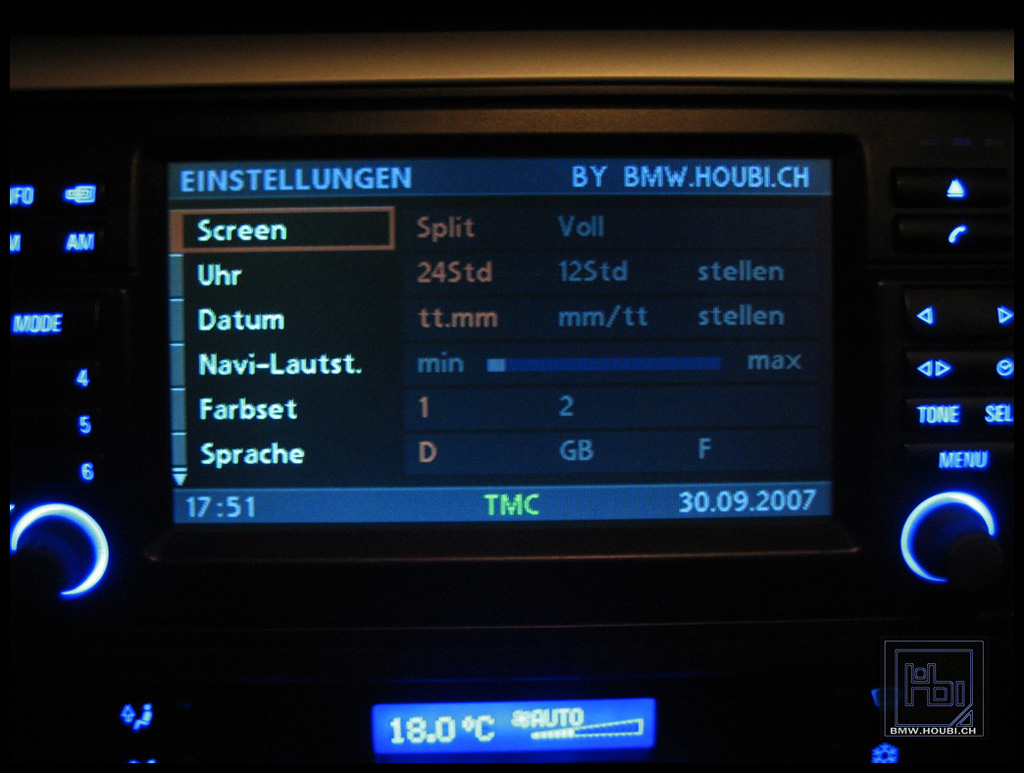 EINSTELLUNGEN BY BMW.HOUBI.CH
Screen Split Voll
Uhr 24Std 12Std stellen
Datum tt.mm mm/tt stellen
Navi-Lautst. min max
Farbset 1 2
Sprache D GB F
17:51 TMC 30.09.2007
AM
MODE
4
5
6
TONE SEL
MENU
18.0 °C AUTO
houbi
BMW.HOUBI.CH